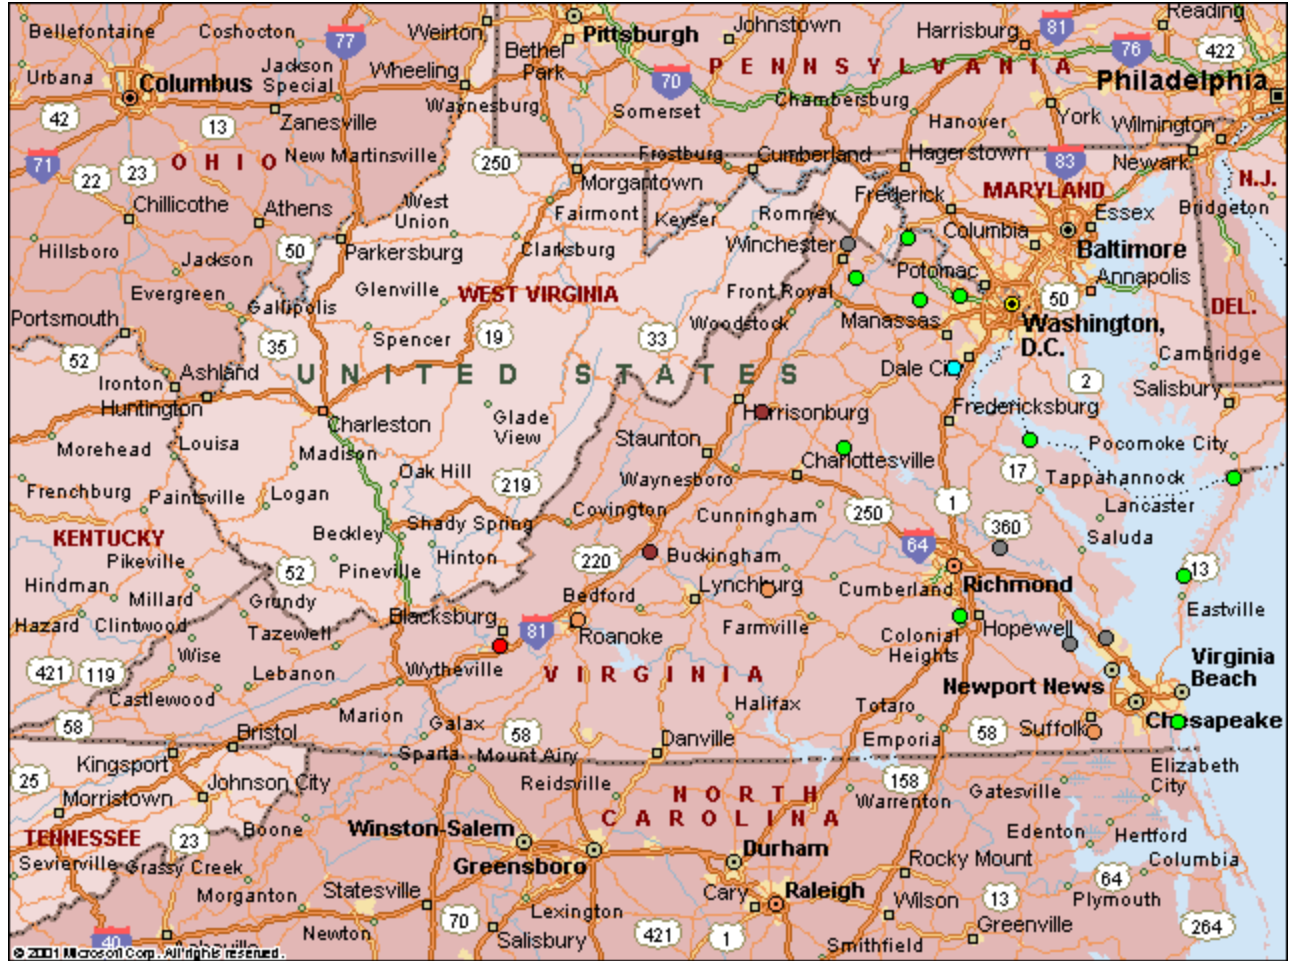 Bellefontaine
Coshocton
77
Weirton
Pittsburgh
Johnstown
Harrisburg
81
Reading
Bethel
Park
76
422
Urbana
Columbus
Jackson
Special
Wheeling
70
PENNSYLVANIA
Philadelphia
Waynesburg
Somerset
Chambersburg
York
Wilmington
42
13
Zanesville
Hanover
71
OHIO
New Martinsville
250
Frostburg
Cumberland
Hagerstown
83
Newark
22
23
Morgantown
Frederick
MARYLAND
N.J.
Chillicothe
Athens
West
Union
Fairmont
Keyser
Romney
Essex
Bridgeton
Hillsboro
50
Parkersburg
Clarksburg
Winchester
Columbia
Baltimore
Jackson
Potomac
Annapolis
Evergreen
Gallipolis
Glenville
WEST VIRGINIA
Front Royal
50
DEL.
Portsmouth
Woodstock
Manassas
Washington,
D.C.
52
35
Spencer
19
33
Cambridge
Ironton
Ashland
UNITED STATES
Dale City
2
Salisbury
Huntington
Charleston
Glade
View
Harrisonburg
Fredericksburg
Morehead
Louisa
Madison
Staunton
Charlottesville
Pocomoke City
Oak Hill
17
Tappahannock
Frenchburg
Paintsville
Logan
219
Waynesboro
1
Lancaster
KENTUCKY
Beckley
Shady Spring
Covington
Cunningham
250
360
Saluda
Pikeville
Hinton
220
Buckingham
64
13
Hindman
52
Pineville
Millard
Grundy
Bedford
Lynchburg
Cumberland
Richmond
Eastville
Hazard
Clintwood
Tazewell
Blacksburg
81
Roanoke
Farmville
Colonial
Heights
Hopewell
421
119
Wise
Lebanon
Wytheville
VIRGINIA
Virginia
Beach
Castlewood
Newport News
58
Marion
Galax
Halifax
Totaro
Chesapeake
Bristol
58
Danville
Emporia
58
Suffolk
Kingsport
Sparta
Mount Airy
Elizabeth
City
25
Johnson City
Reidsville
158
Morristown
NORTH
CAROLINA
Warrenton
Gatesville
TENNESSEE
23
Boone
Winston-Salem
Edenton
Hertford
Sevierville
Grassy Creek
Greensboro
Durham
Rocky Mount
Columbia
Morganton
Statesville
Cary
Raleigh
64
Plymouth
Lexington
Wilson
13
Newton
70
Salisbury
421
1
Greenville
264
40
Asheville
Smithfield
© 2001 Microsoft Corp. All rights reserved.